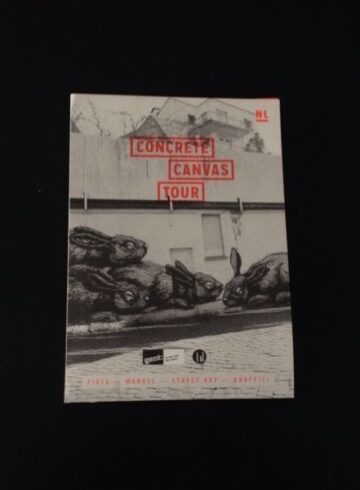 NL
CONCRETE
CANVAS
TOUR
gent:
FIETS — WANDEL — STREET ART — GRAFFITI